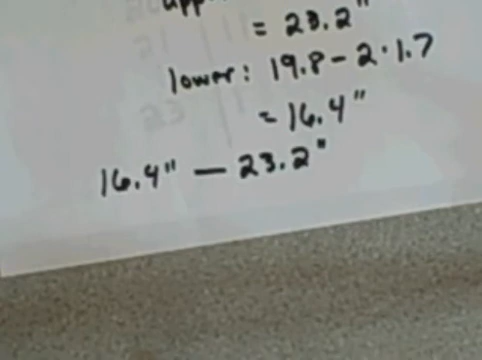 = 23.2"
lower: 19.8 - 2 · 1.7
= 16.4"
16.4" — 23.2"